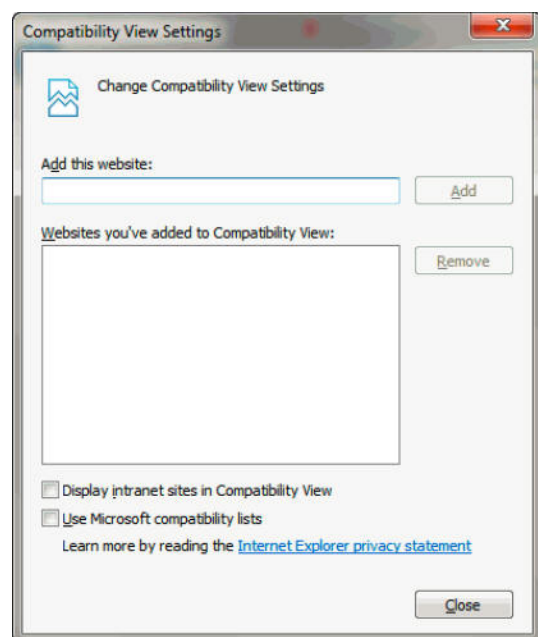 Compatibility View Settings
Change Compatibility View Settings
Add this website:
Add
Websites you've added to Compatibility View:
Remove
Display intranet sites in Compatibility View
Use Microsoft compatibility lists
Learn more by reading the Internet Explorer privacy statement
Close